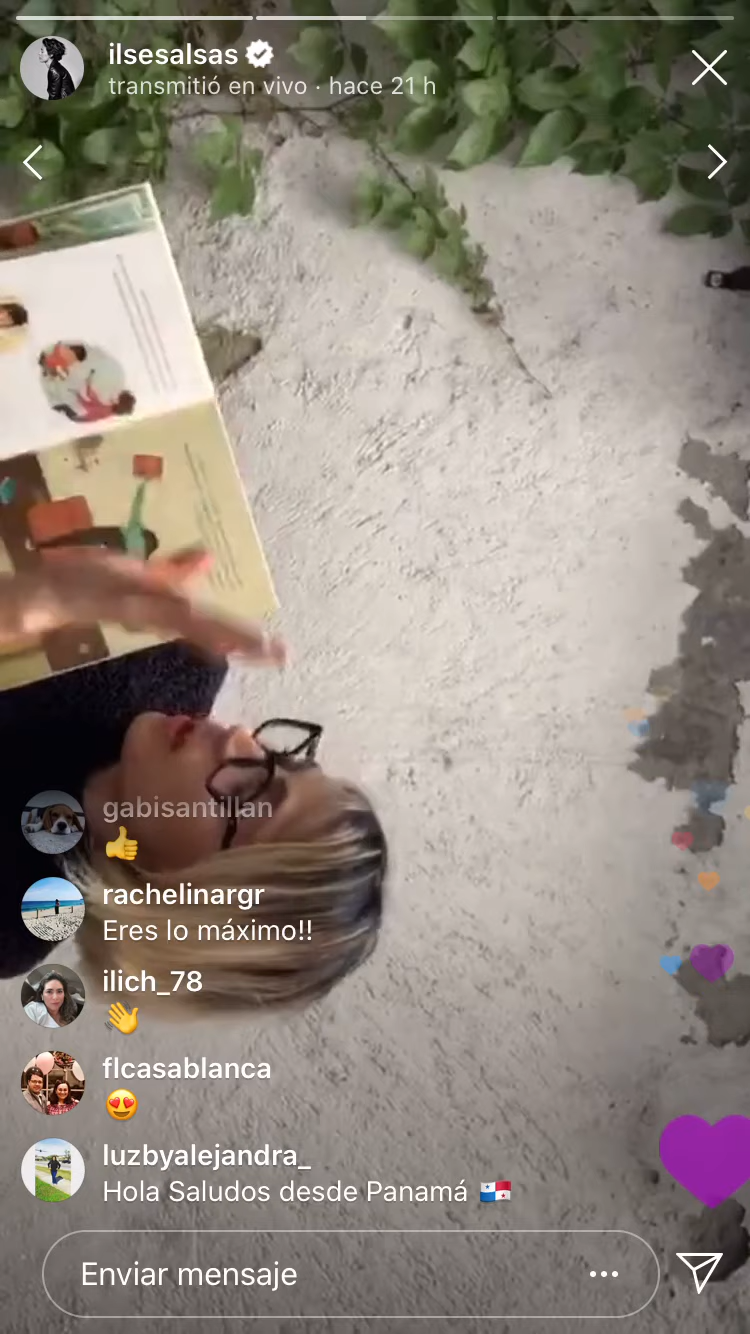 ilsesalsas
transmitió en vivo · hace 21 h
gabisantillan
👍
rachelinargr
Eres lo máximo!!
ilich_78
👋
flcasablanca
😍
luzbyalejandra_
Hola Saludos desde Panamá 🇵🇦
Enviar mensaje